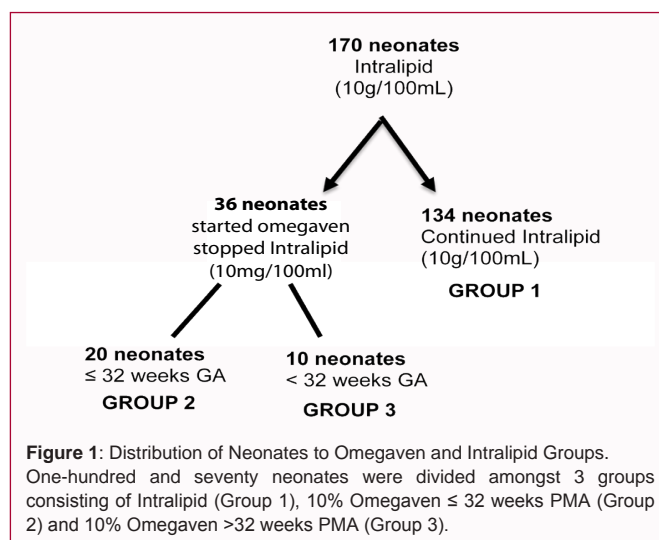 170 neonates
Intralipid
(10g/100mL)
36 neonates
started omegaven
stopped Intralipid
(10mg/100ml)
134 neonates
Continued Intralipid
(10g/100mL)
GROUP 1
20 neonates
≤ 32 weeks GA
GROUP 2
10 neonates
< 32 weeks GA
GROUP 3
Figure 1: Distribution of Neonates to Omegaven and Intralipid Groups.
One-hundred and seventy neonates were divided amongst 3 groups
consisting of Intralipid (Group 1), 10% Omegaven ≤ 32 weeks PMA (Group
2) and 10% Omegaven >32 weeks PMA (Group 3).